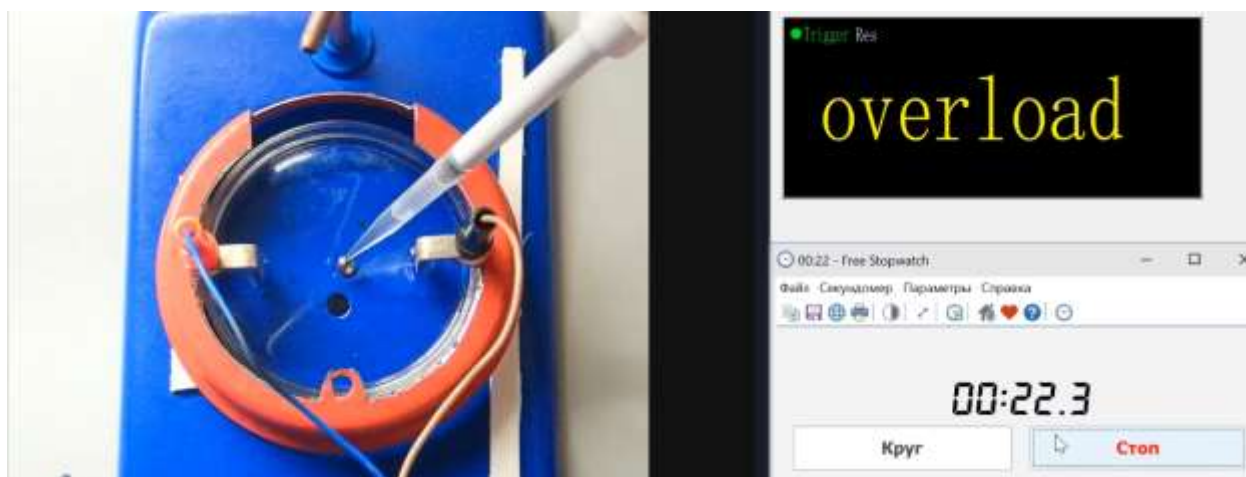 Trigger Res
overload
00:22 - Free Stopwatch
Файл Секундомер Параметры Справка
00:22.3
Круг
Стоп